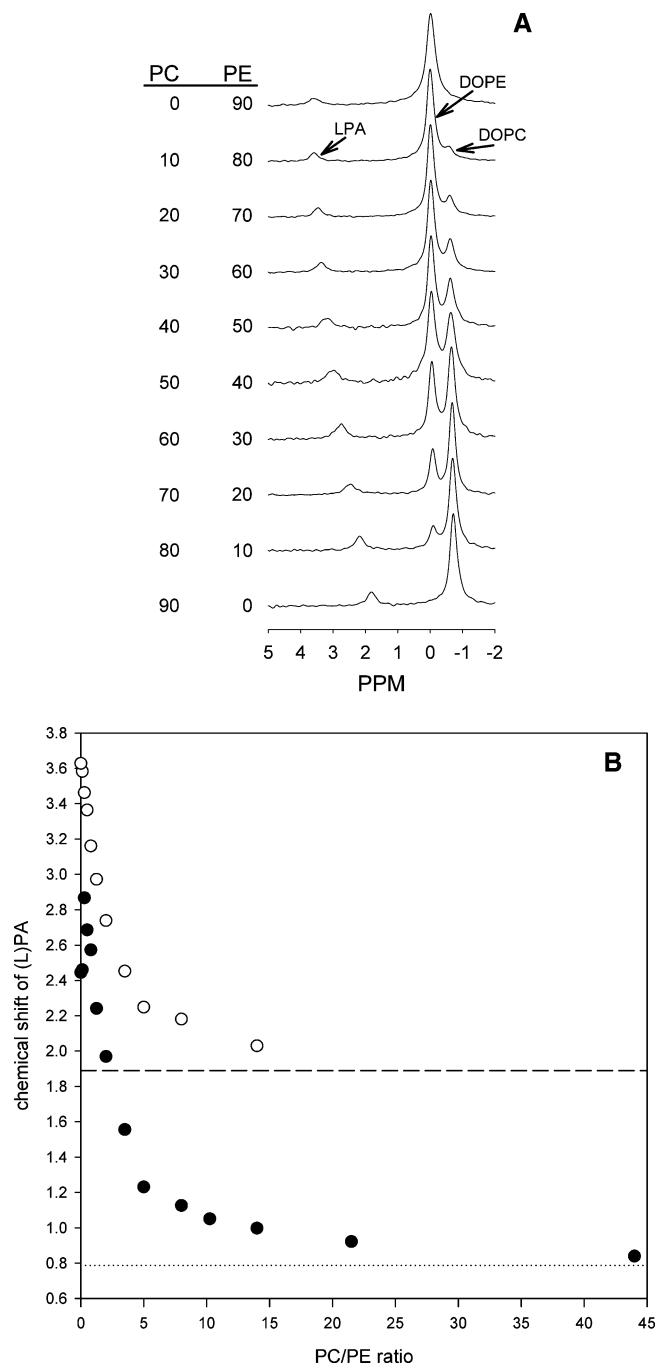 A
PC PE
0 90
DOPE
LPA
DOPC
10 80
20 70
30 60
40 50
50 40
60 30
70 20
80 10
90 0
5 4 3 2 1 0 -1 -2
PPM
B
3.8
3.6
3.4
3.2
3.0
2.8
2.6
2.4
2.2
2.0
1.8
1.6
1.4
1.2
1.0
0.8
0.6
chemical shift of (L)PA
0 5 10 15 20 25 30 35 40 45
PC/PE ratio